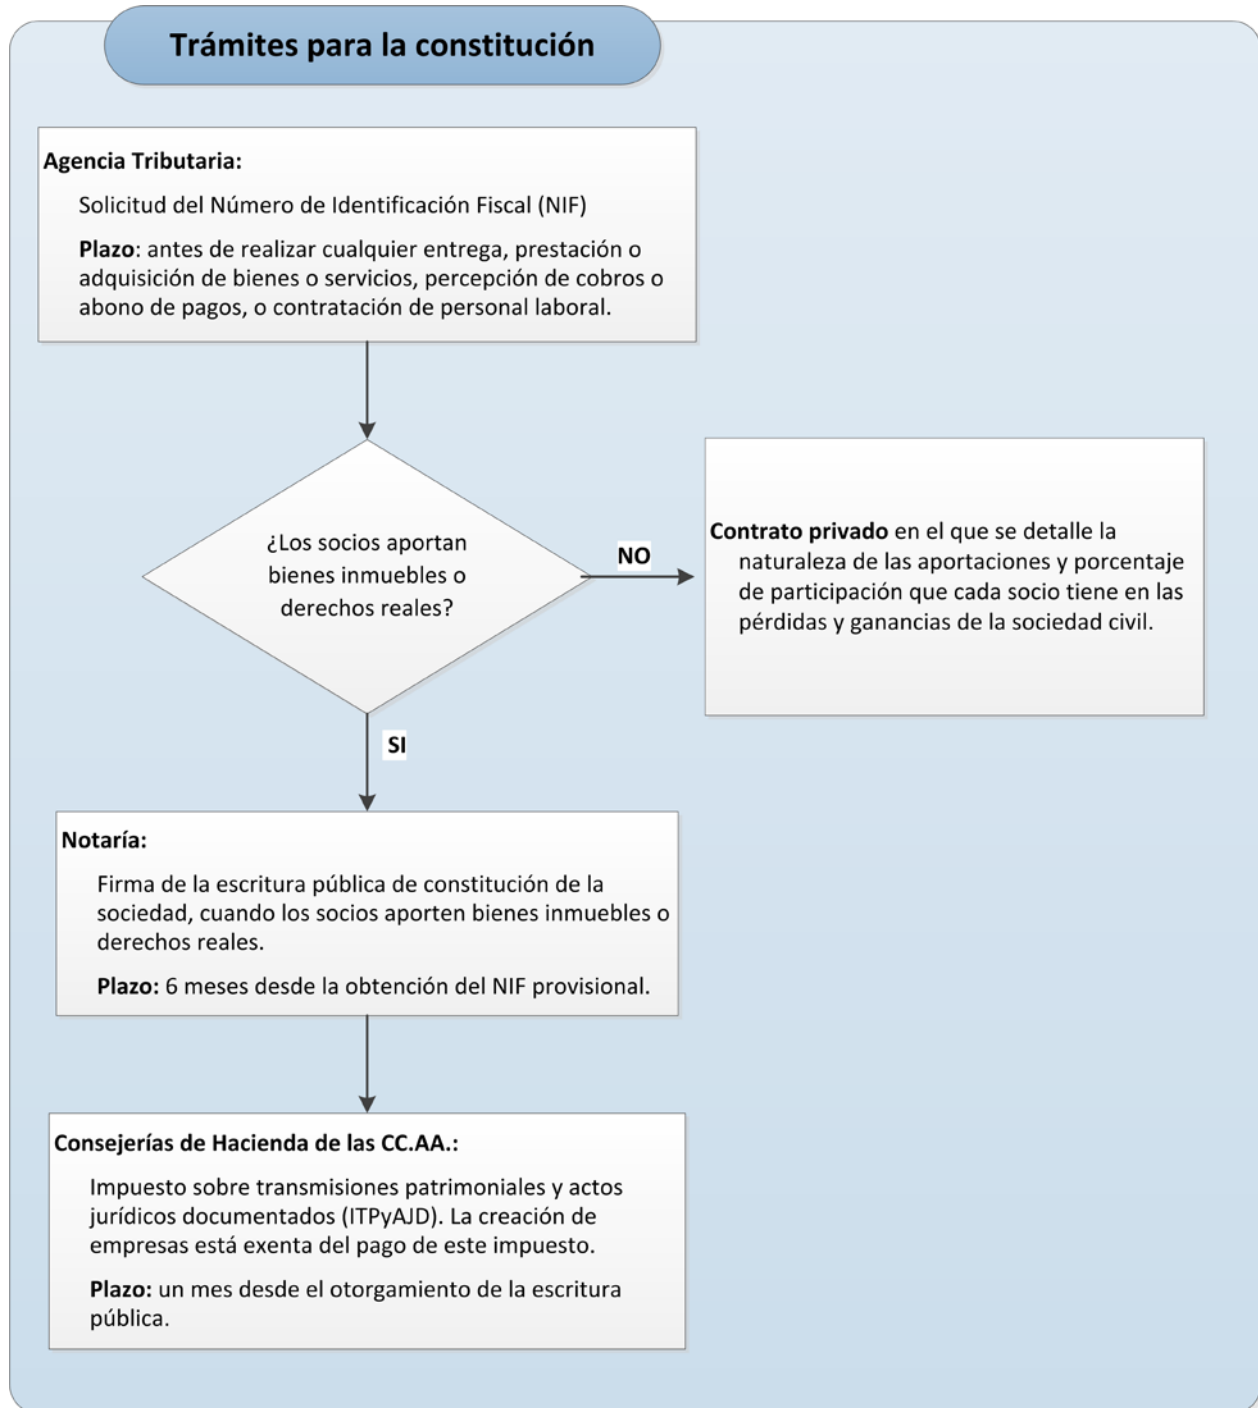 Trámites para la constitución
Agencia Tributaria:
Solicitud del Número de Identificación Fiscal (NIF)
Plazo: antes de realizar cualquier entrega, prestación o
adquisición de bienes o servicios, percepción de cobros o
abono de pagos, o contratación de personal laboral.
¿Los socios aportan
bienes inmuebles o
derechos reales?
NO
Contrato privado en el que se detalle la
naturaleza de las aportaciones y porcentaje
de participación que cada socio tiene en las
pérdidas y ganancias de la sociedad civil.
SI
Notaría:
Firma de la escritura pública de constitución de la
sociedad, cuando los socios aporten bienes inmuebles o
derechos reales.
Plazo: 6 meses desde la obtención del NIF provisional.
Consejerías de Hacienda de las CC.AA.:
Impuesto sobre transmisiones patrimoniales y actos
jurídicos documentados (ITPyAJD). La creación de
empresas está exenta del pago de este impuesto.
Plazo: un mes desde el otorgamiento de la escritura
pública.